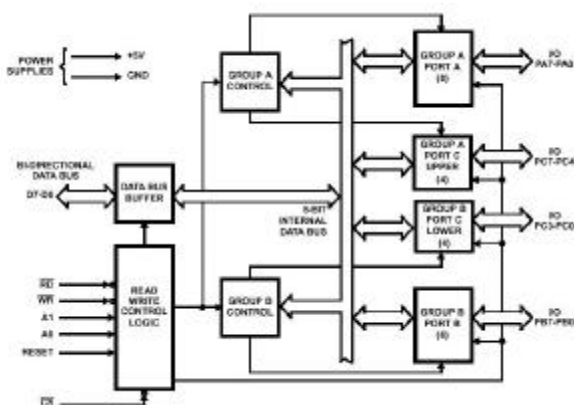 POWER
SUPPLIES
+5V
GND
BI-DIRECTIONAL
DATA BUS
D7-D0
DATA BUS
BUFFER
RD
WR
A1
A0
RESET
CS
READ
WRITE
CONTROL
LOGIC
GROUP A
CONTROL
GROUP B
CONTROL
8-BIT
INTERNAL
DATA BUS
GROUP A
PORT A
(8)
GROUP A
PORT C
UPPER
(4)
GROUP B
PORT C
LOWER
(4)
GROUP B
PORT B
(8)
I/O
PA7-PA0
I/O
PC7-PC4
I/O
PC3-PC0
I/O
PB7-PB0